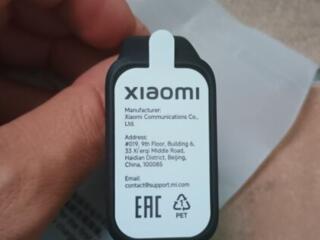 xiaomi
Manufacturer:
Xiaomi Communications Co.,
Ltd.
Address:
#019, 9th Floor, Building 6,
33 Xi'erqi Middle Road,
Haidian District, Beijing,
China, 100085
Email:
contact@support.mi.com
EAC
PET